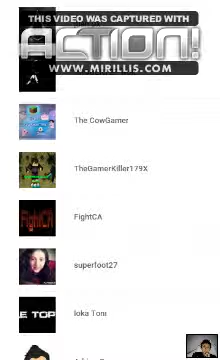 THIS VIDEO WAS CAPTURED WITH
ACTION!
WWW.MIRILLIS.COM
The CowGamer
TheGamerKiller179X
FightCA
FightCA
superfoot27
E TOP
Ioka Toni